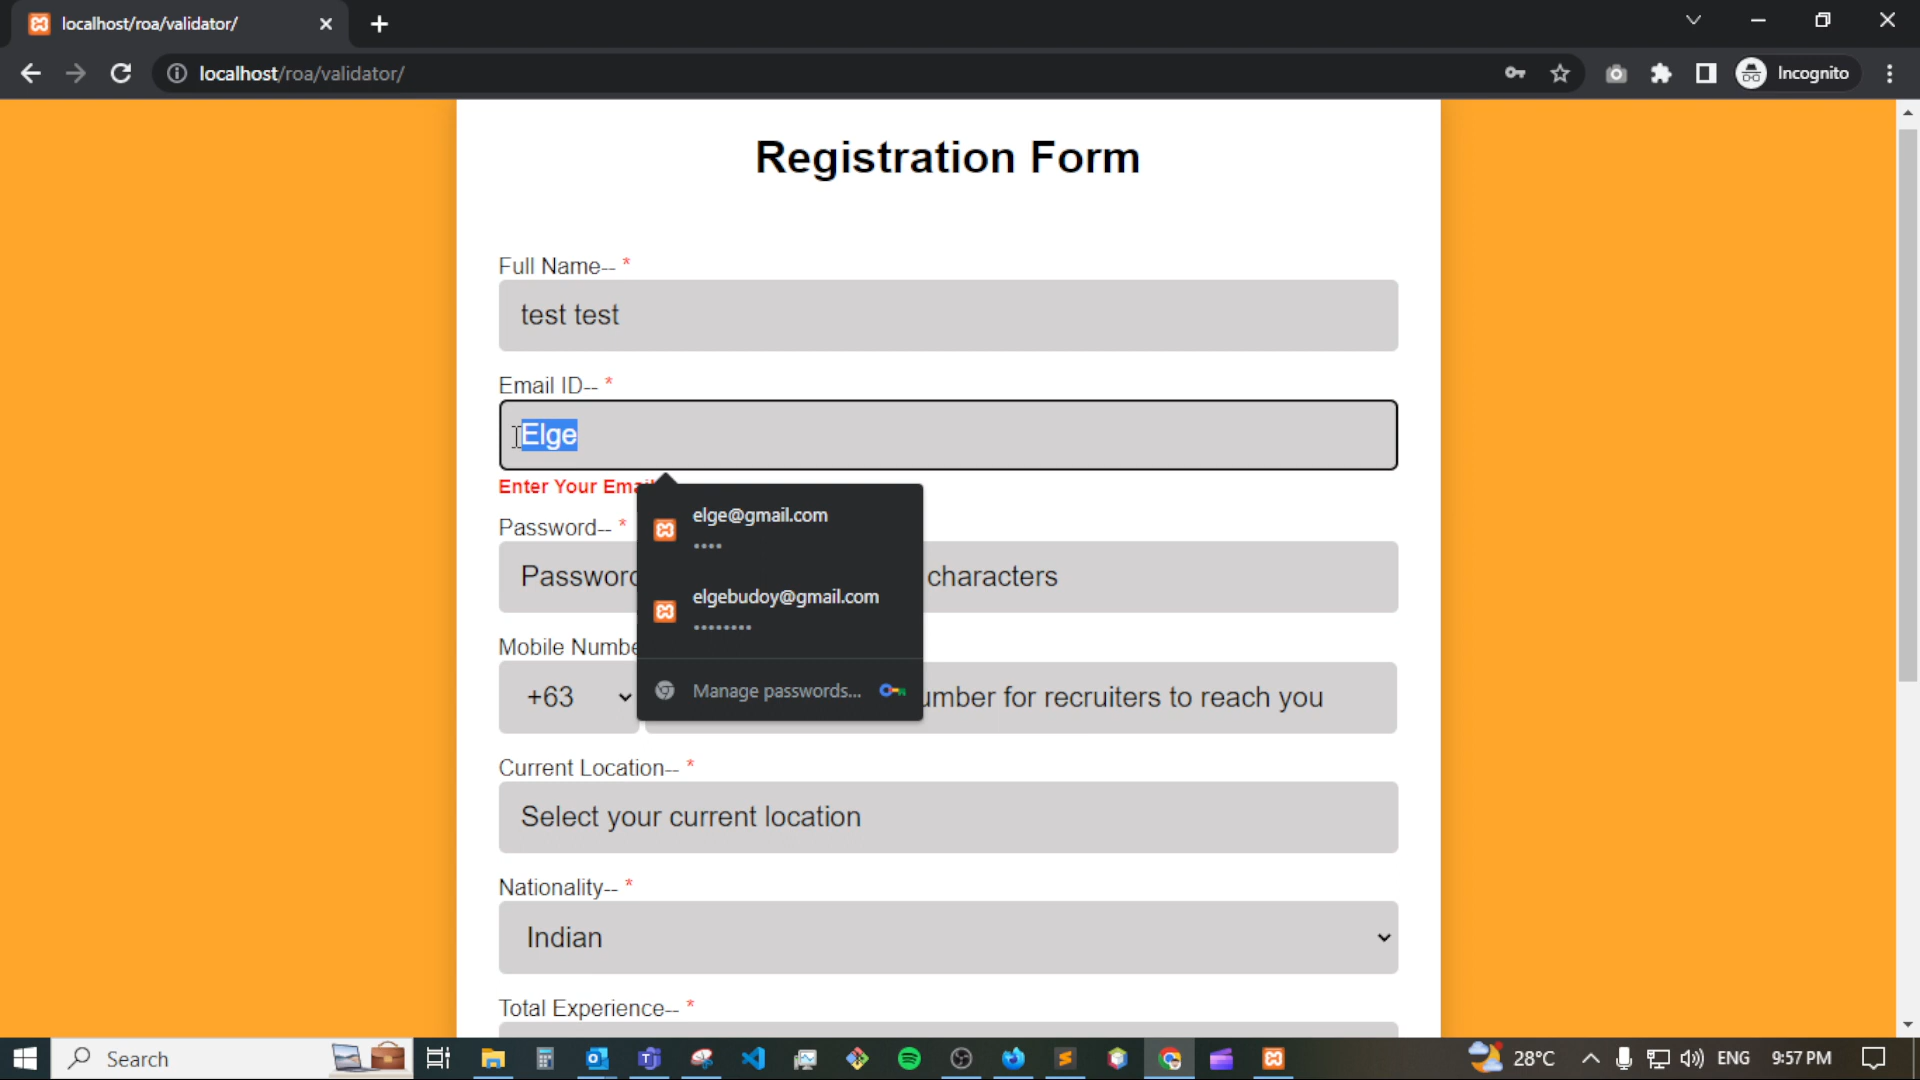 localhost/roa/validator/
localhost/roa/validator/
Incognito
Registration Form
Full Name-- *
test test
Email ID-- *
Elge
Enter Your Email
elge@gmail.com
••••
elgebudoy@gmail.com
••••••••
Manage passwords...
Password-- *
Password characters
Mobile Numbe
+63
umber for recruiters to reach you
Current Location-- *
Select your current location
Nationality-- *
Indian
Total Experience-- *
Search
28°C
ENG
9:57 PM